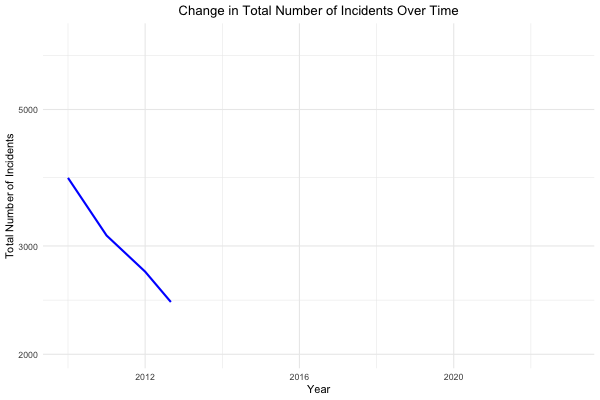 Change in Total Number of Incidents Over Time
Total Number of Incidents
5000
3000
2000
2012
2016
2020
Year